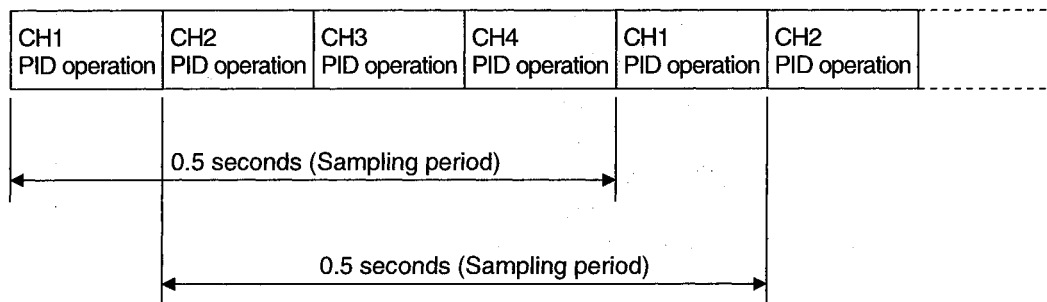 CH1
PID operation
CH2
PID operation
CH3
PID operation
CH4
PID operation
CH1
PID operation
CH2
PID operation
0.5 seconds (Sampling period)
0.5 seconds (Sampling period)